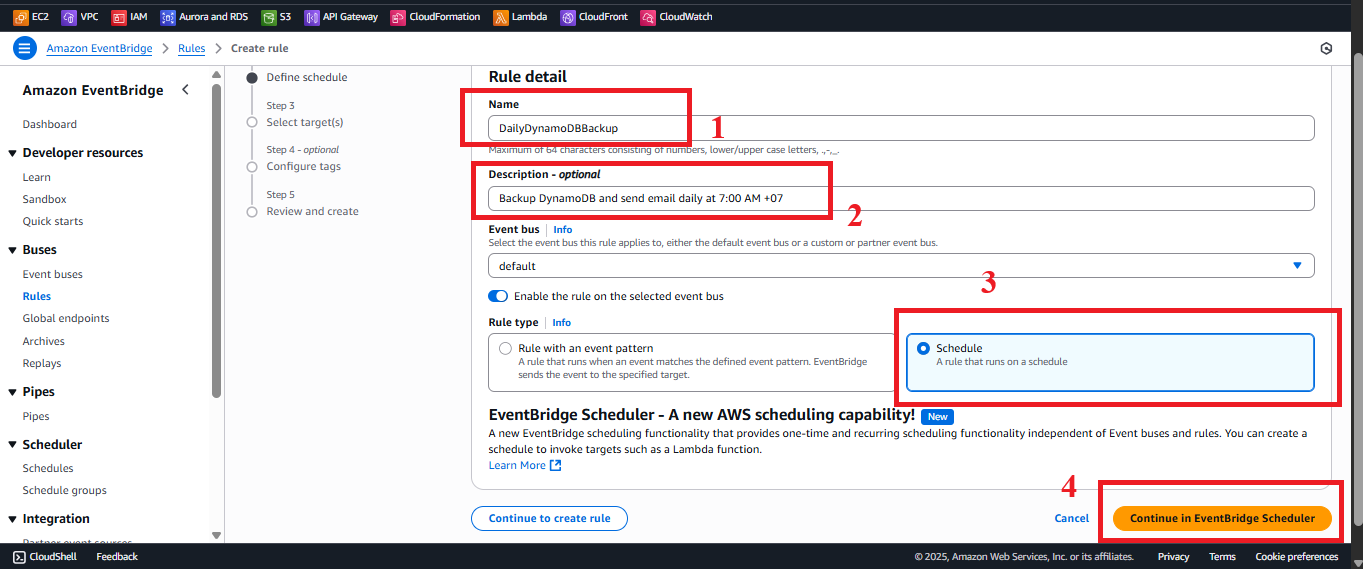 EC2 VPC IAM Aurora and RDS S3 API Gateway CloudFormation Lambda CloudFront CloudWatch
Amazon EventBridge > Rules > Create rule
Amazon EventBridge
Dashboard
Developer resources
Learn
Sandbox
Quick starts
Buses
Event buses
Rules
Global endpoints
Archives
Replays
Pipes
Pipes
Scheduler
Schedules
Schedule groups
Integration
Partner event sources
Define schedule
Step 3
Select target(s)
Step 4 - optional
Configure tags
Step 5
Review and create
Rule detail
Name
DailyDynamoDBBackup
1
Maximum of 64 characters consisting of numbers, lower/upper case letters, .,-,_.
Description - optional
Backup DynamoDB and send email daily at 7:00 AM +07
2
Event bus Info
Select the event bus this rule applies to, either the default event bus or a custom or partner event bus.
default
3
Enable the rule on the selected event bus
Rule type Info
Rule with an event pattern
A rule that runs when an event matches the defined event pattern. EventBridge
sends the event to the specified target.
Schedule
A rule that runs on a schedule
EventBridge Scheduler - A new AWS scheduling capability! New
A new EventBridge scheduling functionality that provides one-time and recurring scheduling functionality independent of Event buses and rules. You can create a
schedule to invoke targets such as a Lambda function.
Learn More
4
Continue to create rule Cancel Continue in EventBridge Scheduler
CloudShell Feedback © 2025, Amazon Web Services, Inc. or its affiliates. Privacy Terms Cookie preferences